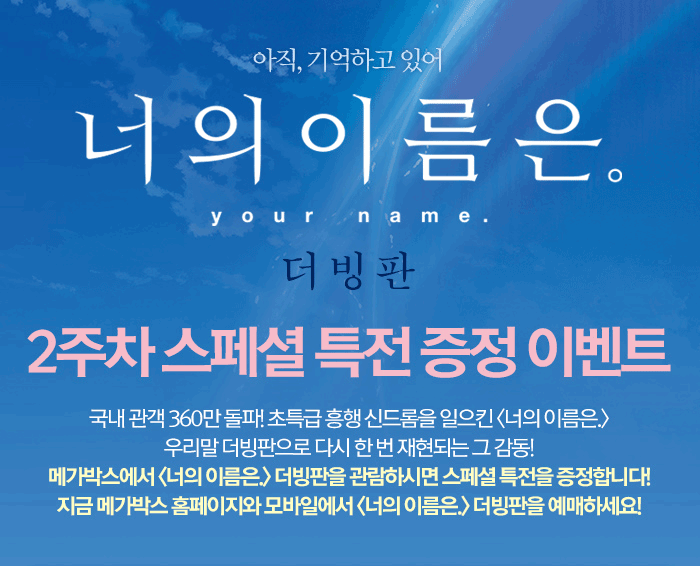 아직, 기억하고 있어
너의 이름은.
your name.
더빙판
2주차 스페셜 특전 증정 이벤트
국내 관객 360만 돌파! 초특급 흥행 신드롬을 일으킨 <너의 이름은.>
우리말 더빙판으로 다시 한 번 재현되는 그 감동!
메가박스에서 <너의 이름은.> 더빙판을 관람하시면 스페셜 특전을 증정합니다!
지금 메가박스 홈페이지와 모바일에서 <너의 이름은.> 더빙판을 예매하세요!